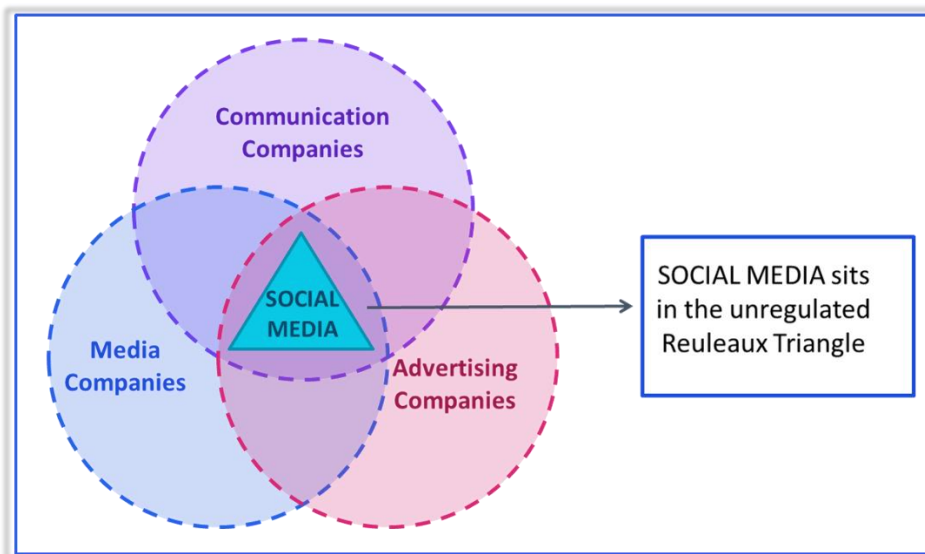 Communication
Companies
SOCIAL
MEDIA
Media
Companies
Advertising
Companies
SOCIAL MEDIA sits
in the unregulated
Reuleaux Triangle